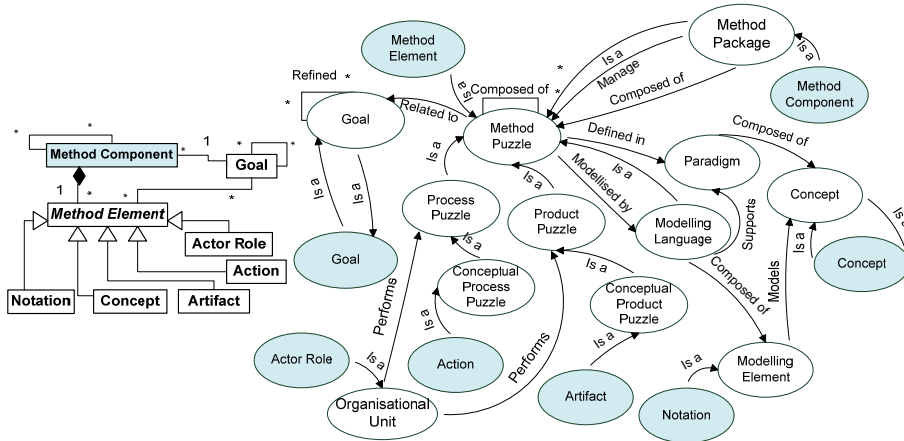 *
*
Method Component
*
1
*
*
Goal
*
1
*
*
Method Element
Actor Role
Action
Notation
Concept
Artifact
Refined
*
*
Goal
Is a
Is a
Goal
Related to
Method
Element
Is a
Composed of
*
*
Method
Puzzle
Is a
Manage
Composed of
Method
Package
Is a
Method
Component
Defined in
Paradigm
Composed of
Concept
Is a
Is a
Concept
Is a
Process
Puzzle
Is a
Conceptual
Process
Puzzle
Is a
Action
Performs
Actor Role
Is a
Organisational
Unit
Performs
Is a
Product
Puzzle
Is a
Conceptual
Product
Puzzle
Is a
Artifact
Modellised by
Is a
Modelling
Language
Supports
Composed of
Models
Modelling
Element
Is a
Notation